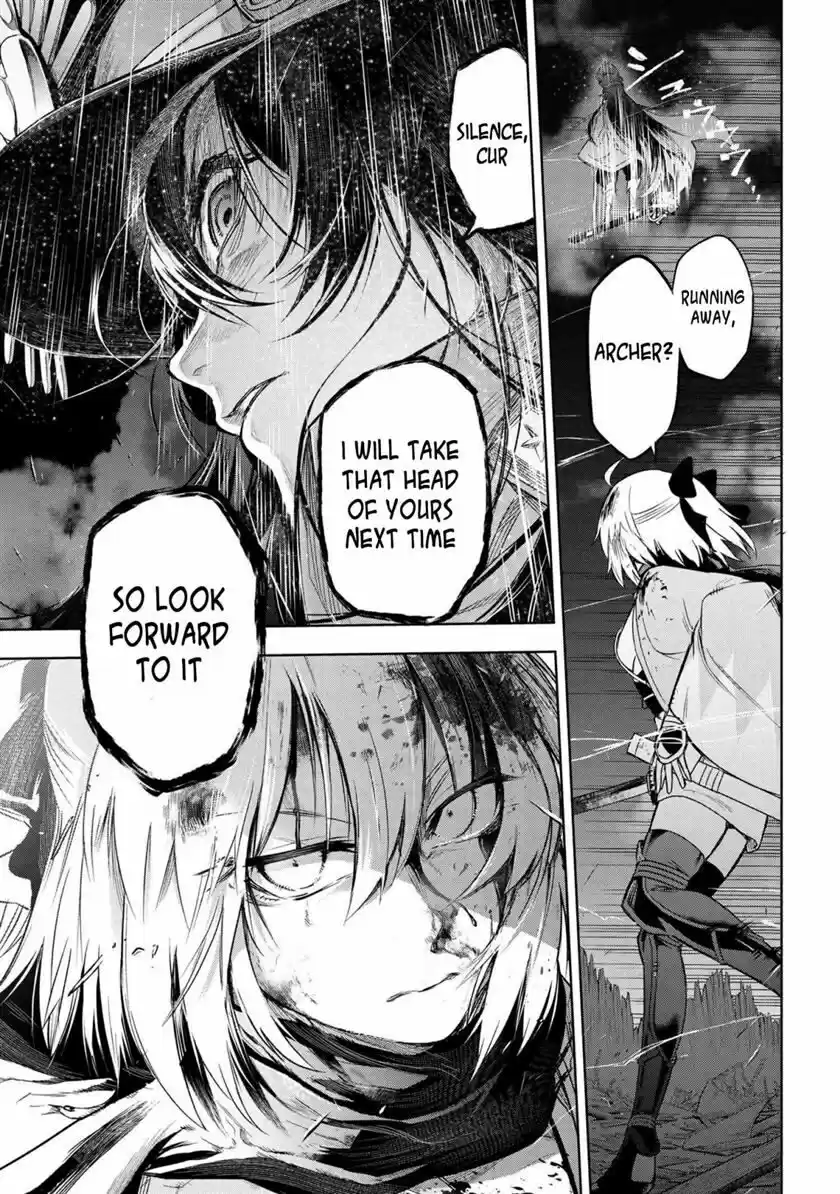 RUNNING
AWAY,
ARCHER?
SILENCE,
CUR
I WILL TAKE
THAT HEAD
OF YOURS
NEXT TIME
SO LOOK
FORWARD
TO IT